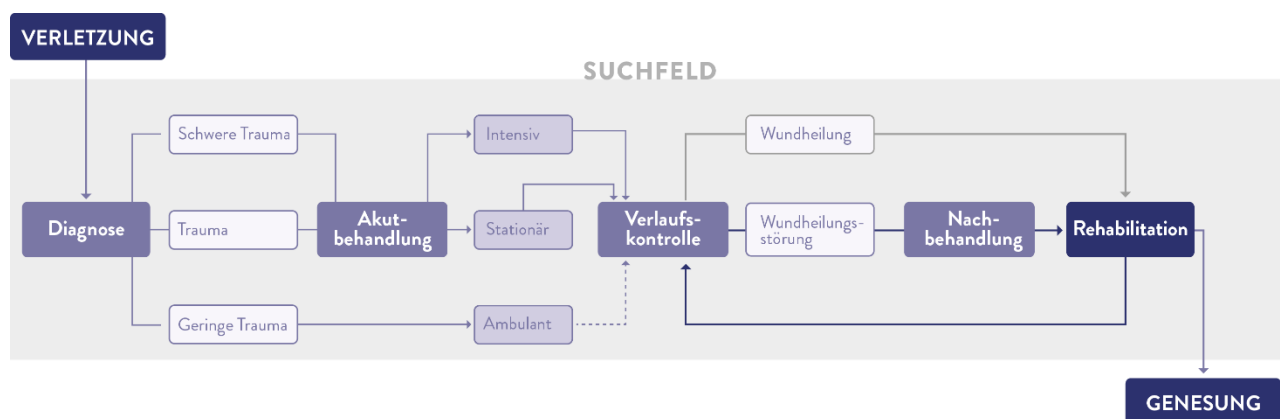 VERLETZUNG
SUCHFELD
Schwere Trauma
Intensiv
Wundheilung
Diagnose
Trauma
Akut-
behandlung
Stationär
Verlaufs-
kontrolle
Wundheilungs-
störung
Nach-
behandlung
Rehabilitation
Geringe Trauma
Ambulant
GENESUNG